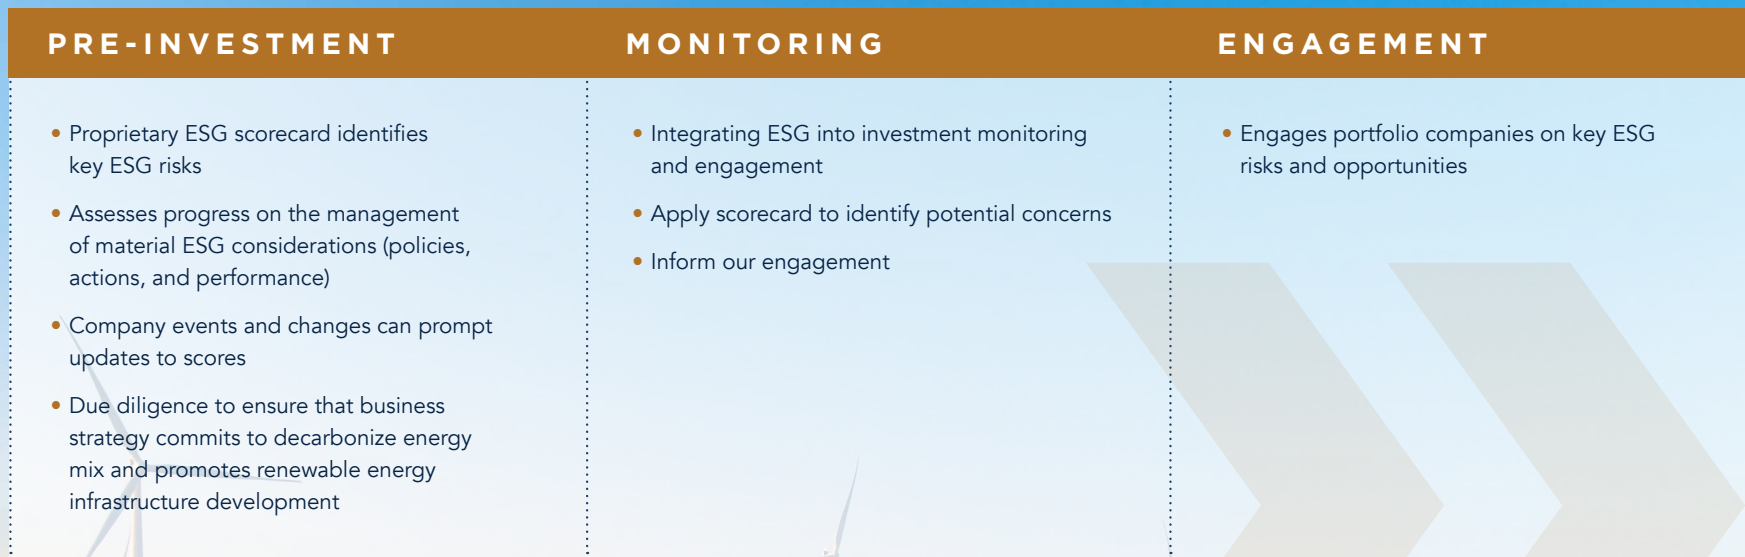 PRE-INVESTMENT
• Proprietary ESG scorecard identifies
key ESG risks
• Assesses progress on the management
of material ESG considerations (policies,
actions, and performance)
• Company events and changes can prompt
updates to scores
• Due diligence to ensure that business
strategy commits to decarbonize energy
mix and promotes renewable energy
infrastructure development
MONITORING
• Integrating ESG into investment monitoring
and engagement
• Apply scorecard to identify potential concerns
• Inform our engagement
ENGAGEMENT
• Engages portfolio companies on key ESG
risks and opportunities